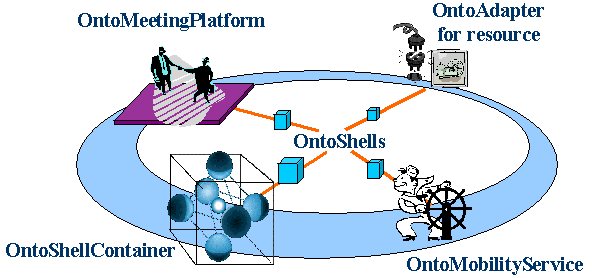 OntoMeetingPlatform
OntoAdapter
for resource
OntoShells
OntoShellContainer
OntoMobilityService